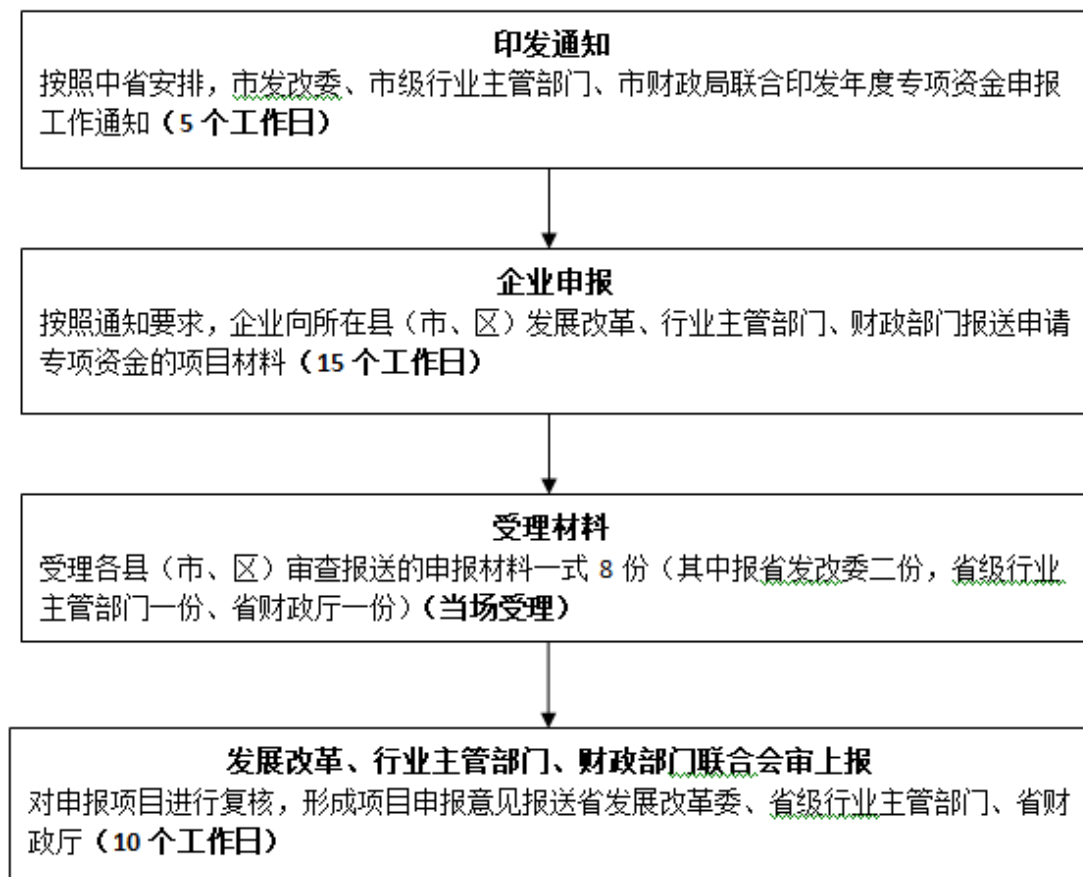 印发通知
按照中省安排，市发改委、市级行业主管部门、市财政局联合印发年度专项资金申报
工作通知（5 个工作日）
企业申报
按照通知要求，企业向所在县（市、区）发展改革、行业主管部门、财政部门报送申请
专项资金的项目材料（15 个工作日）
受理材料
受理各县（市、区）审查报送的申报材料一式 8 份（其中报省发改委二份，省级行业
主管部门一份、省财政厅一份）（当场受理）
发展改革、行业主管部门、财政部门联合会审上报
对申报项目进行复核，形成项目申报意见报送省发展改革委、省级行业主管部门、省财
政厅（10 个工作日）